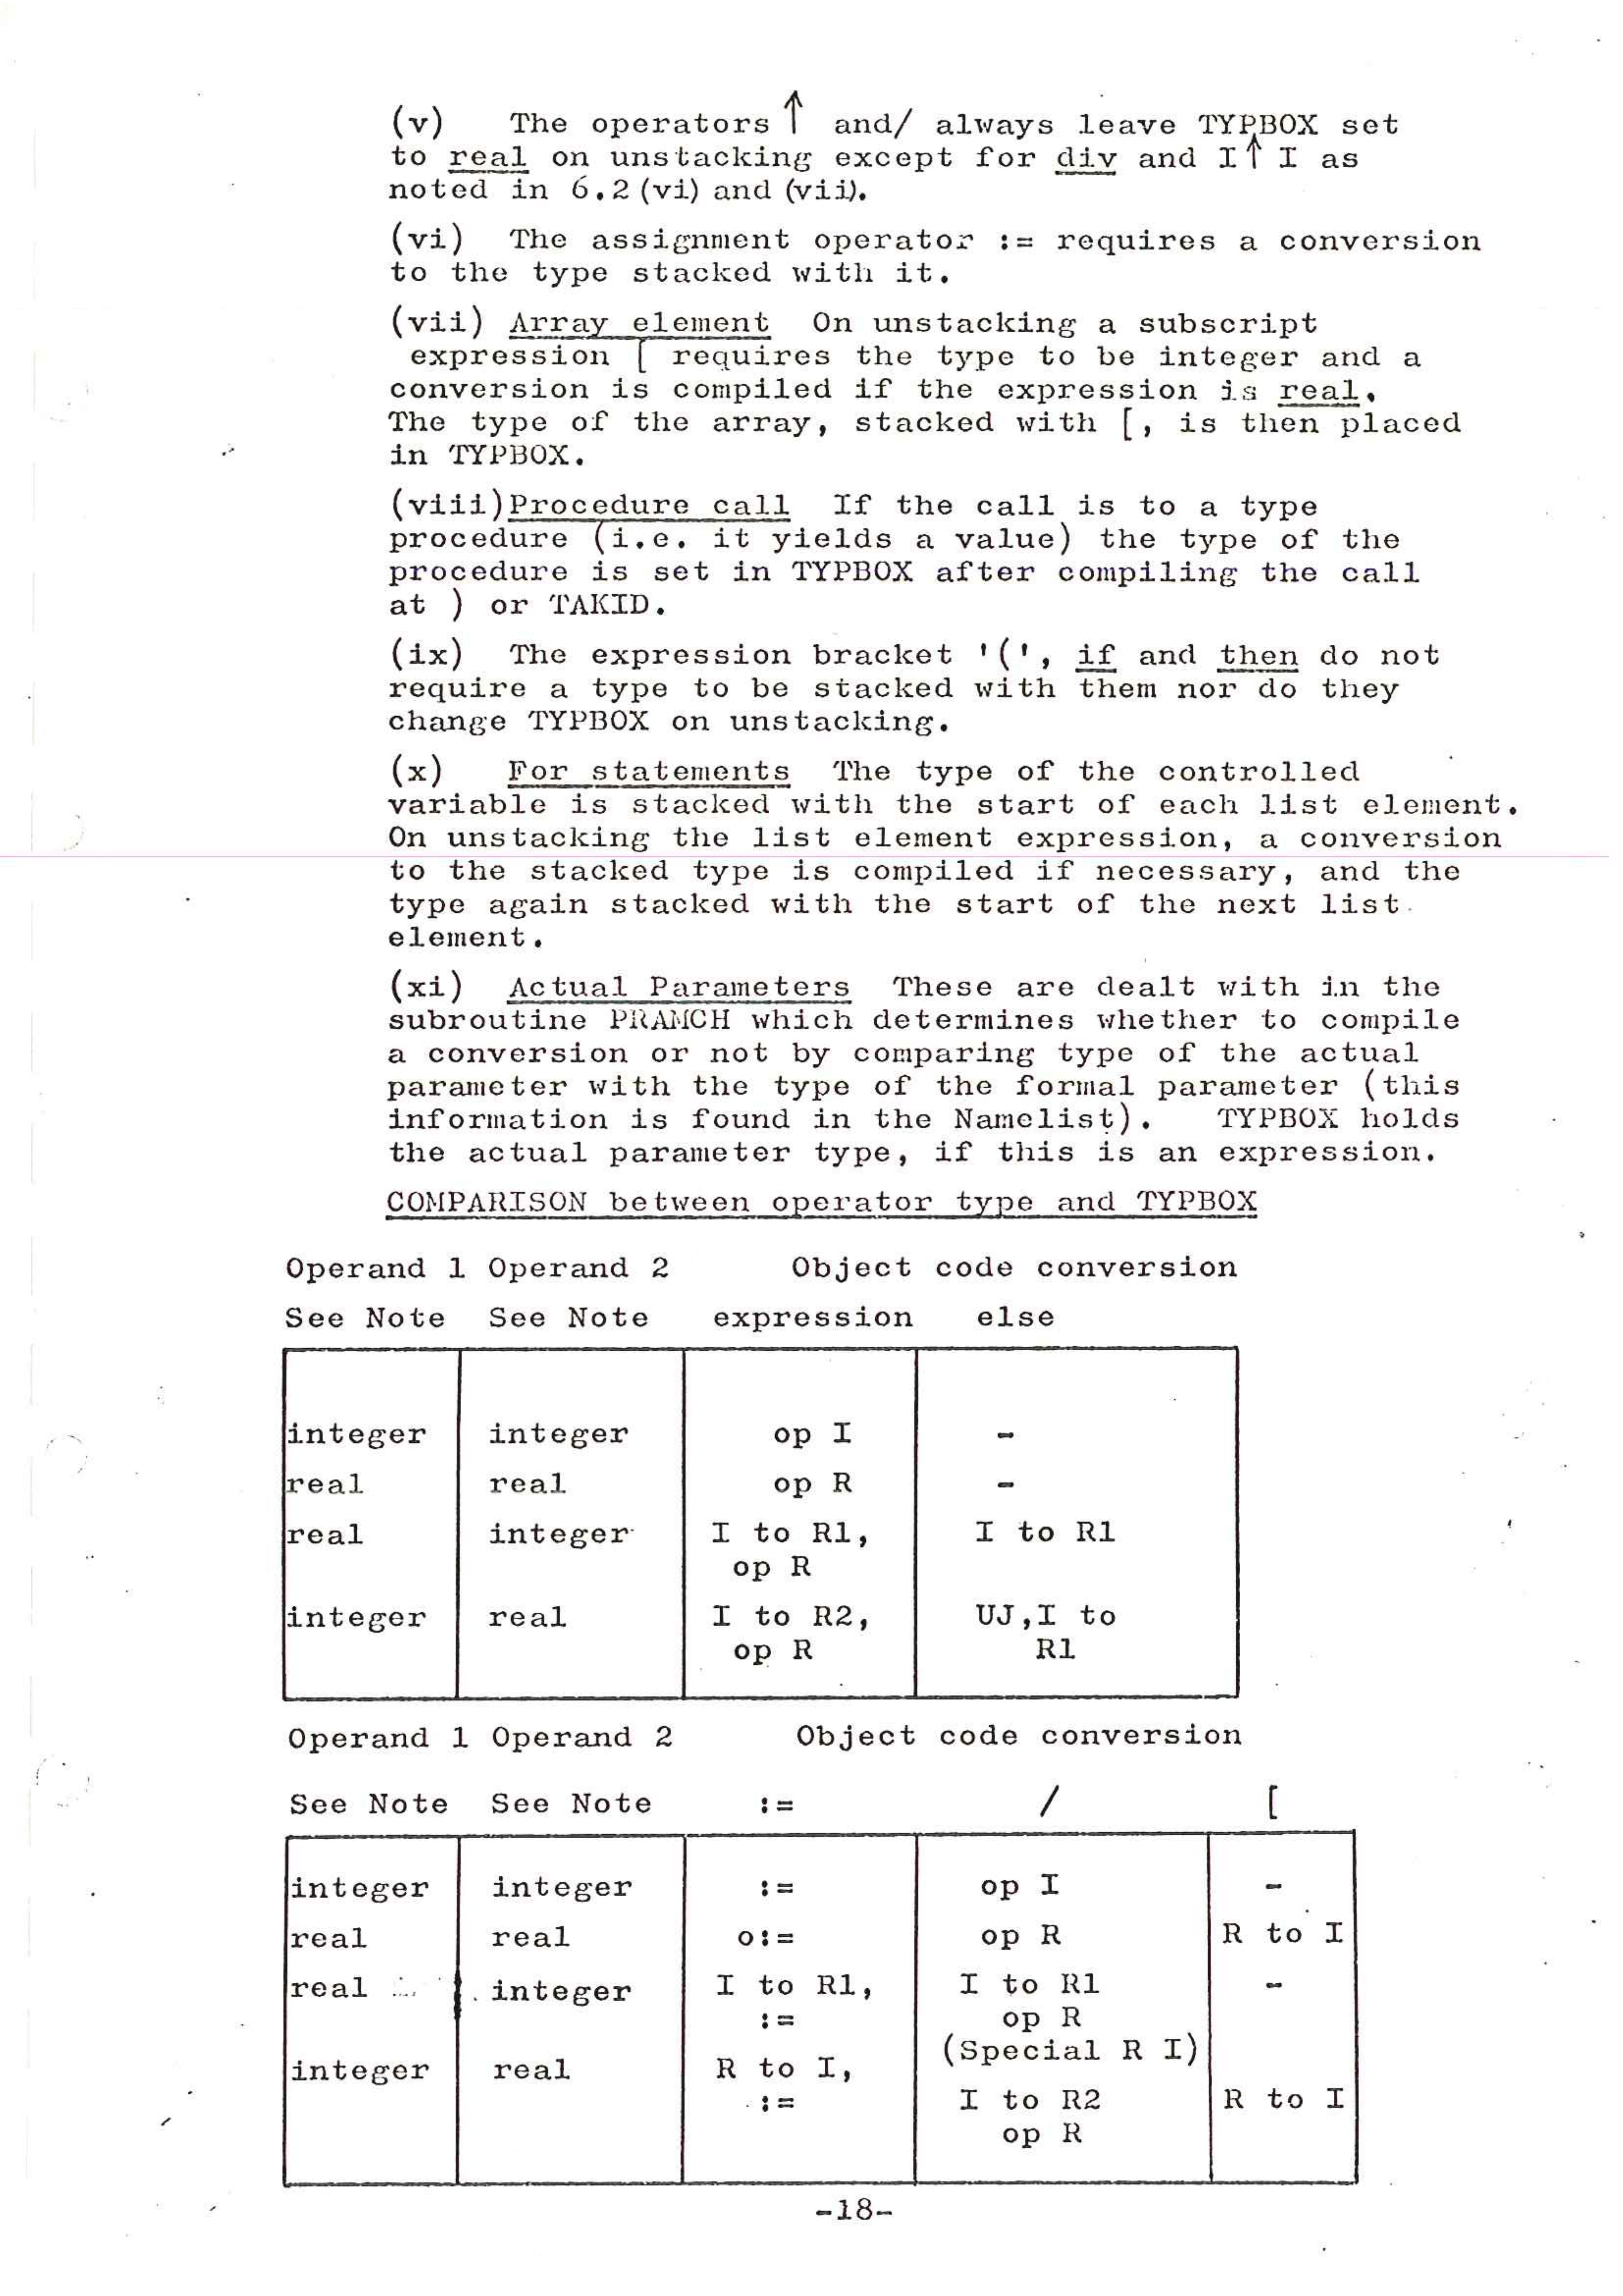 (v) The operators ↑ and/ always leave TYPBOX set
to real on unstacking except for div and I↑ I as
noted in 6.2 (vi) and (vii).
(vi) The assignment operator := requires a conversion
to the type stacked with it.
(vii) Array element On unstacking a subscript
expression [ requires the type to be integer and a
conversion is compiled if the expression is real.
The type of the array, stacked with [, is then placed
in TYPBOX.
(viii) Procedure call If the call is to a type
procedure (i.e. it yields a value) the type of the
procedure is set in TYPBOX after compiling the call
at ) or TAKID.
(ix) The expression bracket '(', if and then do not
require a type to be stacked with them nor do they
change TYPBOX on unstacking.
(x) For statements The type of the controlled
variable is stacked with the start of each list element.
On unstacking the list element expression, a conversion
to the stacked type is compiled if necessary, and the
type again stacked with the start of the next list
element.
(xi) Actual Parameters These are dealt with in the
subroutine PRAMCH which determines whether to compile
a conversion or not by comparing type of the actual
parameter with the type of the formal parameter (this
information is found in the Namelist). TYPBOX holds
the actual parameter type, if this is an expression.
COMPARISON between operator type and TYPBOX
Operand 1 Operand 2 Object code conversion
See Note See Note expression else
integer integer op I -
real real op R -
real integer I to R1, I to R1
op R
integer real I to R2, UJ,I to
op R R1
Operand 1 Operand 2 Object code conversion
See Note See Note := / [
integer integer := op I -
real real o:= op R R to I
real integer I to R1, I to R1 -
:= op R
(Special R I)
integer real R to I,
:= I to R2 R to I
op R
-18-